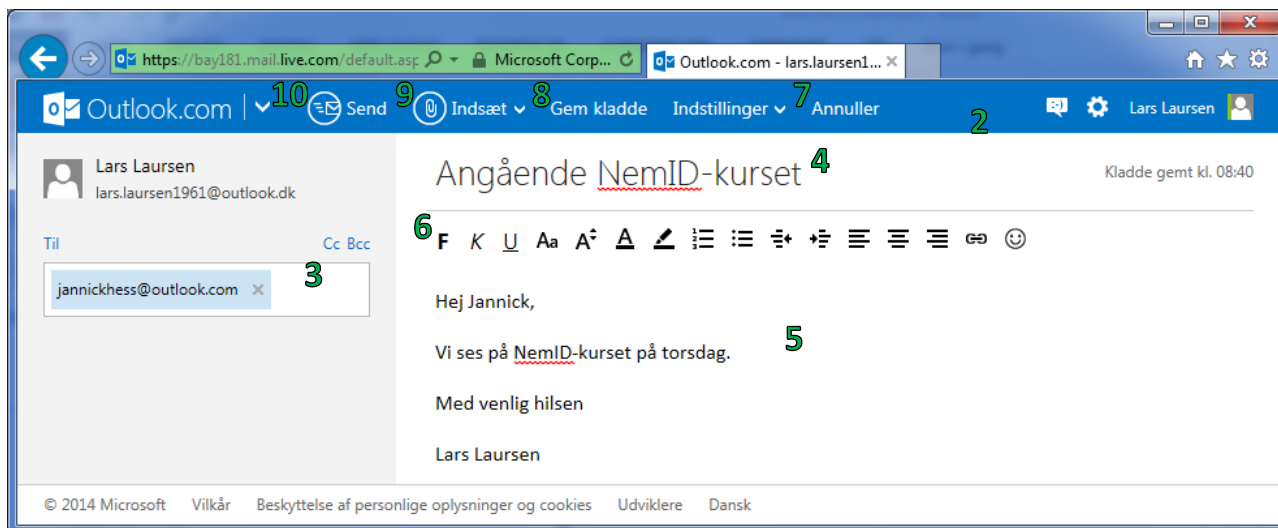 https://bay181.mail.live.com/default.asp Microsoft Corp... Outlook.com - lars.laursen1...
Outlook.com 10 Send 9 Indsæt 8 Gem kladde Indstillinger 7 Annuller 2 Lars Laursen
Lars Laursen
lars.laursen1961@outlook.dk
Angående NemID-kurset 4 Kladde gemt kl. 08:40
Til Cc Bcc
6 F K U Aa A A
jannickhess@outlook.com 3
Hej Jannick,
Vi ses på NemID-kurset på torsdag. 5
Med venlig hilsen
Lars Laursen
© 2014 Microsoft Vilkår Beskyttelse af personlige oplysninger og cookies Udviklere Dansk